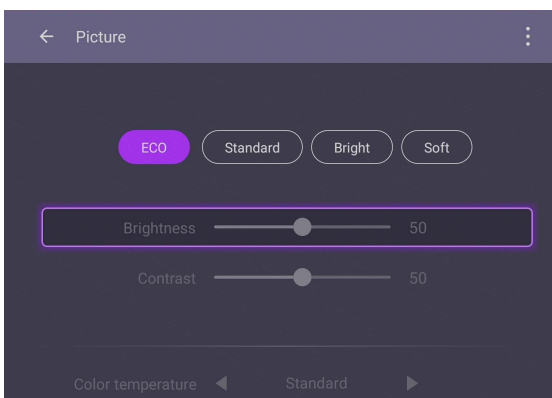 Picture
ECO Standard Bright Soft
Brightness 50
Contrast 50
Color temperature Standard